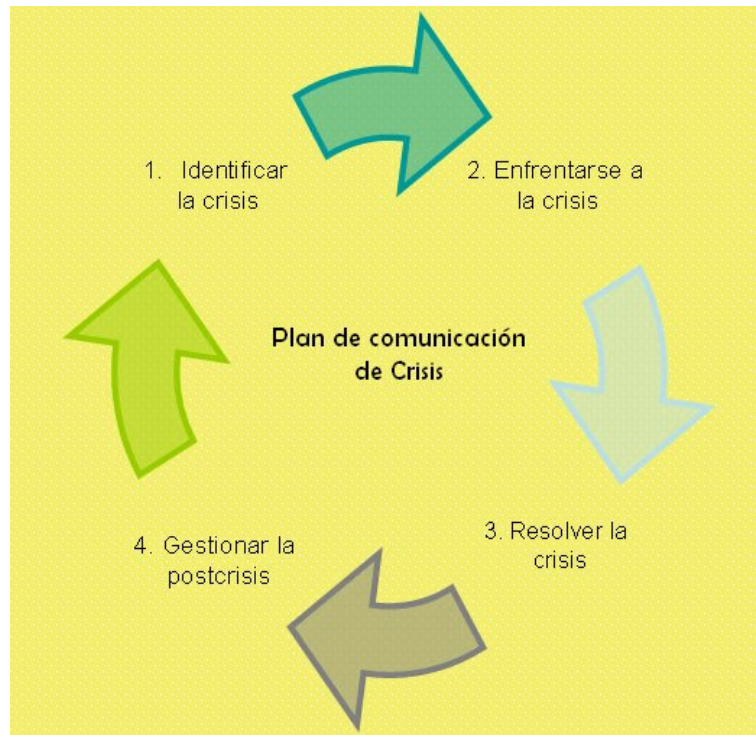 1. Identificar
la crisis
2. Enfrentarse a
la crisis
Plan de comunicación
de Crisis
3. Resolver la
crisis
4. Gestionar la
postcrisis